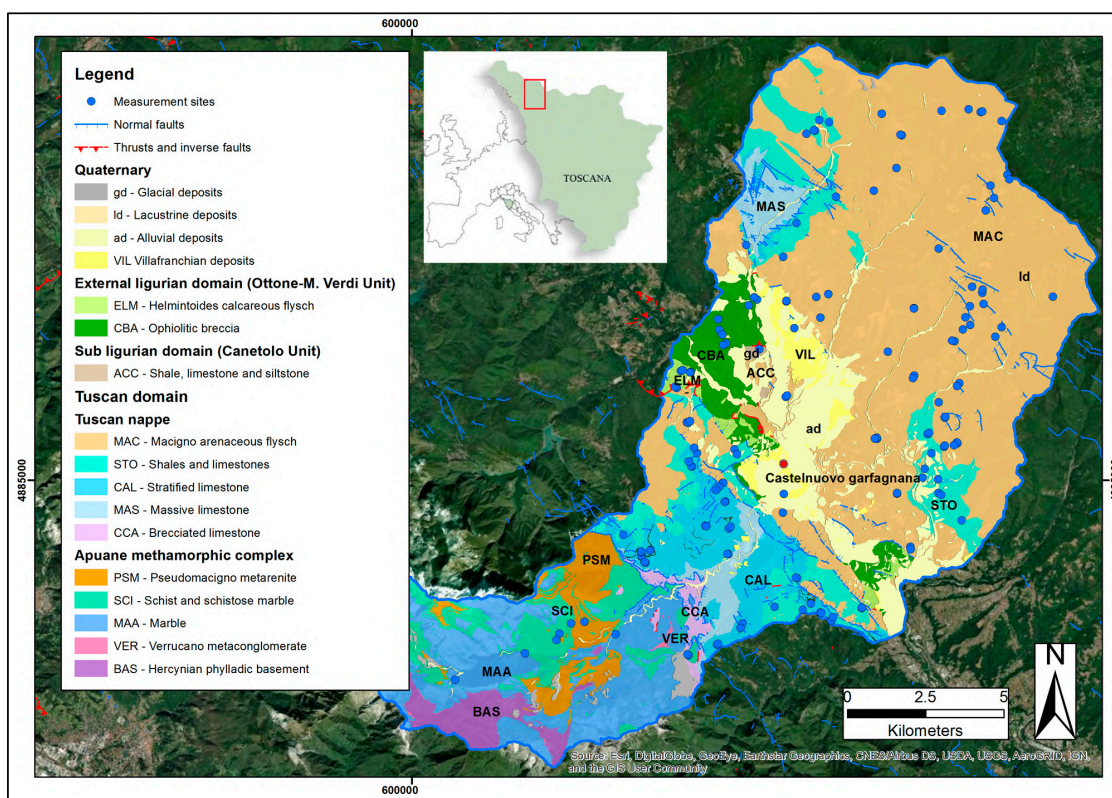 600000
Legend
Measurement sites
Normal faults
Thrusts and inverse faults
Quaternary
gd - Glacial deposits
ld - Lacustrine deposits
ad - Alluvial deposits
VIL Villafranchian deposits
External ligurian domain (Ottone-M. Verdi Unit)
ELM - Helmintoides calcareous flysch
CBA - Ophiolitic breccia
Sub ligurian domain (Canetolo Unit)
ACC - Shale, limestone and siltstone
Tuscan domain
Tuscan nappe
MAC - Macigno arenaceous flysch
STO - Shales and limestones
CAL - Stratified limestone
MAS - Massive limestone
CCA - Brecciated limestone
Apuane methamorphic complex
PSM - Pseudomacigno metarenite
SCI - Schist and schistose marble
MAA - Marble
VER - Verrucano metaconglomerate
BAS - Hercynian phylladic basement
TOSCANA
MAS
MAC
ld
VIL
gd
CBA
ACC
ELM
ad
4885000
Castelnuovo garfagnana
STO
PSM
CAL
SCI
CCA
VER
MAA
BAS
N
0 2.5 5
Kilometers
Source: Esri, DigitalGlobe, GeoEye, Earthstar Geographics, CNES/Airbus DS, USDA, USGS, AeroGRID, IGN,
and the GIS User Community
600000